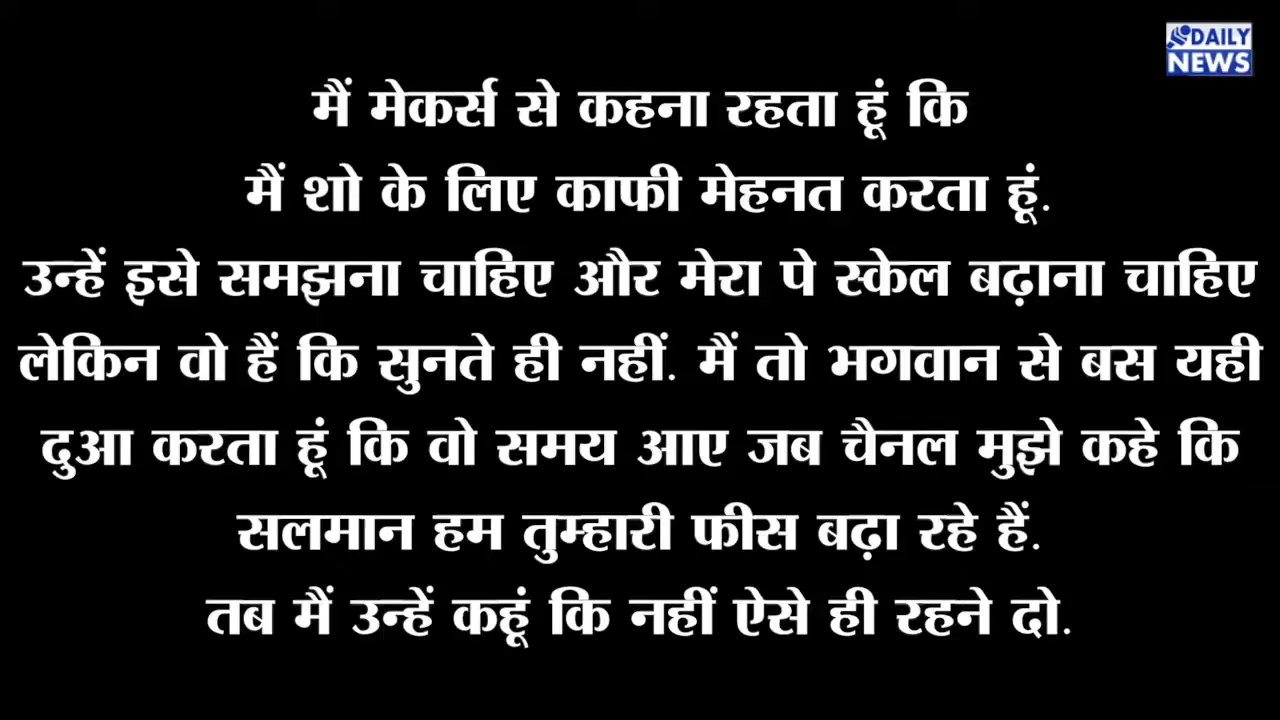 DAILY
NEWS
मैं मेकर्स से कहना रहता हूं कि
मैं शो के लिए काफी मेहनत करता हूं.
उन्हें इसे समझना चाहिए और मेरा पे स्केल बढ़ाना चाहिए
लेकिन वो हैं कि सुनते ही नहीं. मैं तो भगवान से बस यही
दुआ करता हूं कि वो समय आए जब चैनल मुझे कहे कि
सलमान हम तुम्हारी फीस बढ़ा रहे हैं.
तब मैं उन्हें कहूं कि नहीं ऐसे ही रहने दो.